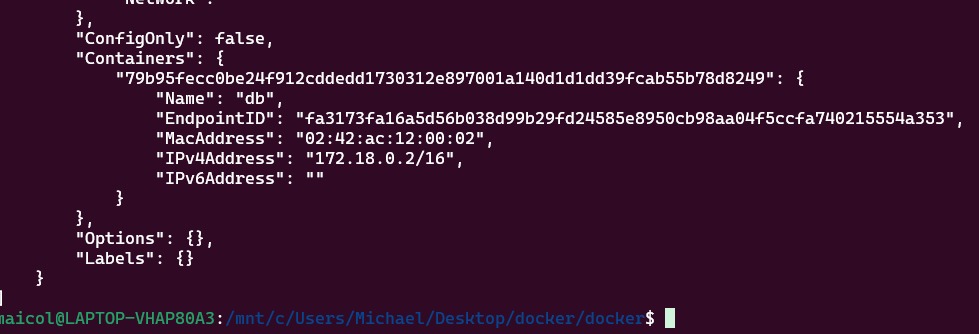 "Network":
},
"ConfigOnly": false,
"Containers": {
"79b95fecc0be24f912cddedd1730312e897001a140d1d1dd39fcab55b78d8249": {
"Name": "db",
"EndpointID": "fa3173fa16a5d56b038d99b29fd24585e8950cb98aa04f5ccfa740215554a353",
"MacAddress": "02:42:ac:12:00:02",
"IPv4Address": "172.18.0.2/16",
"IPv6Address": ""
}
},
"Options": {},
"Labels": {}
}
]
maicol@LAPTOP-VHAP80A3:/mnt/c/Users/Michael/Desktop/docker/docker$